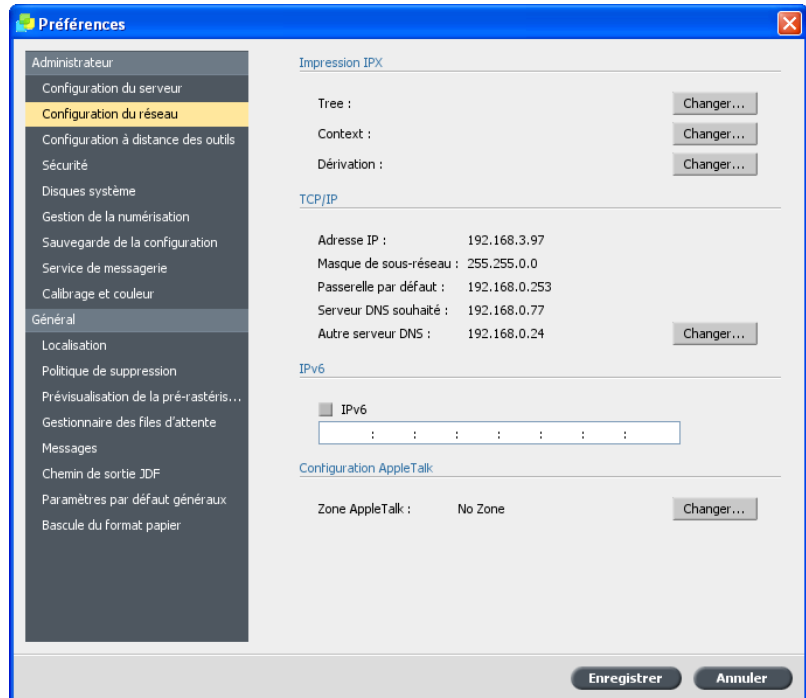 Préférences
Administrateur
Configuration du serveur
Configuration du réseau
Configuration à distance des outils
Sécurité
Disques système
Gestion de la numérisation
Sauvegarde de la configuration
Service de messagerie
Calibrage et couleur
Général
Localisation
Politique de suppression
Prévisualisation de la pré-rastéris...
Gestionnaire des files d'attente
Messages
Chemin de sortie JDF
Paramètres par défaut généraux
Bascule du format papier
Impression IPX
Tree : Changer...
Context : Changer...
Dérivation : Changer...
TCP/IP
Adresse IP : 192.168.3.97
Masque de sous-réseau : 255.255.0.0
Passerelle par défaut : 192.168.0.253
Serveur DNS souhaité : 192.168.0.77
Autre serveur DNS : 192.168.0.24 Changer...
IPv6
IPv6
: : : : : : :
Configuration AppleTalk
Zone AppleTalk : No Zone Changer...
Enregistrer Annuler